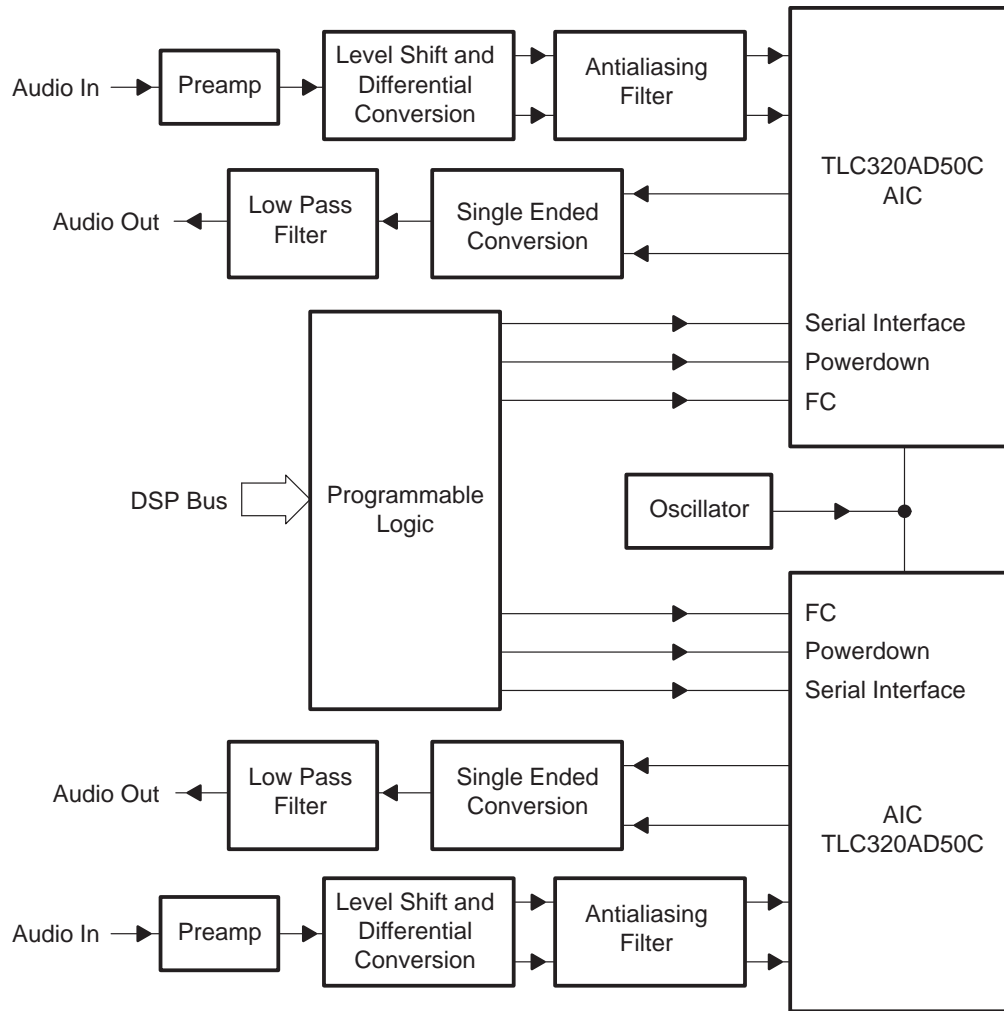 Audio In
Preamp
Level Shift and
Differential
Conversion
Antialiasing
Filter
TLC320AD50C
AIC
Audio Out
Low Pass
Filter
Single Ended
Conversion
Serial Interface
Powerdown
FC
DSP Bus
Programmable
Logic
Oscillator
FC
Powerdown
Serial Interface
Audio Out
Low Pass
Filter
Single Ended
Conversion
AIC
TLC320AD50C
Audio In
Preamp
Level Shift and
Differential
Conversion
Antialiasing
Filter